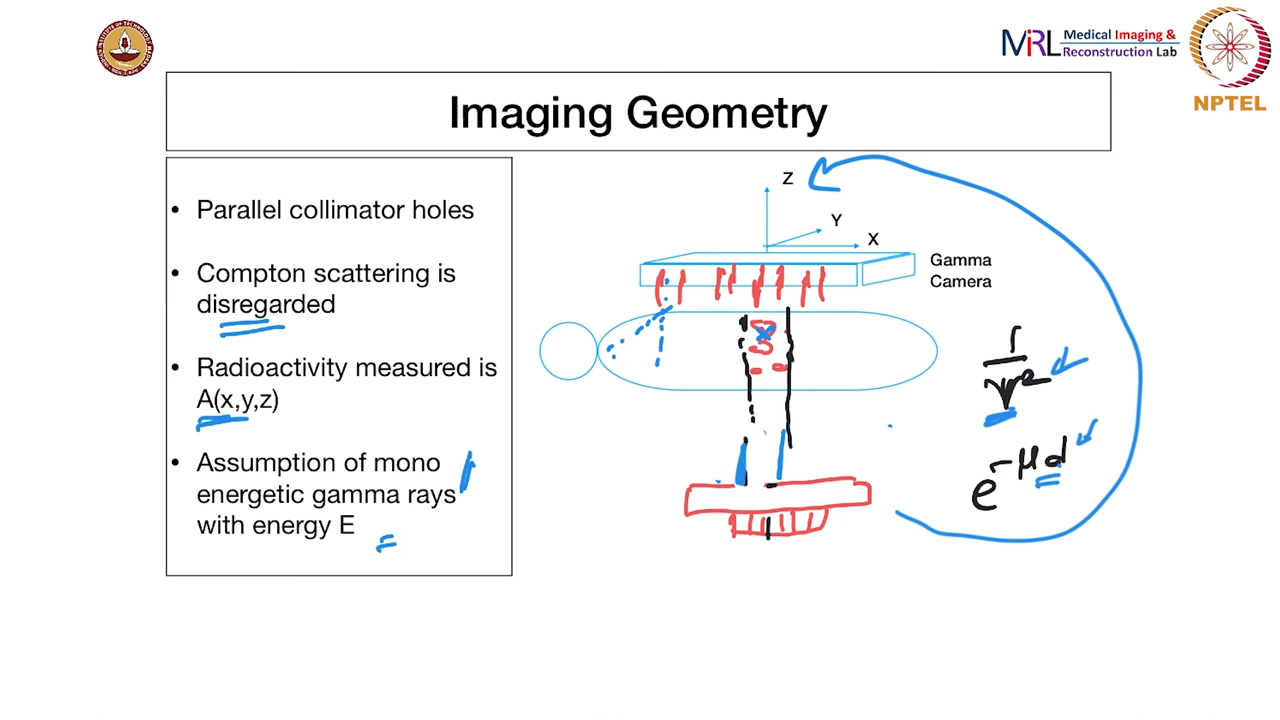 MiRL Medical Imaging &
Reconstruction Lab
NPTEL
Imaging Geometry
• Parallel collimator holes
• Compton scattering is
disregarded
• Radioactivity measured is
A(x,y,z)
• Assumption of mono
energetic gamma rays
with energy E
Z
Y
X
Gamma
Camera
1
r²
e^-μd